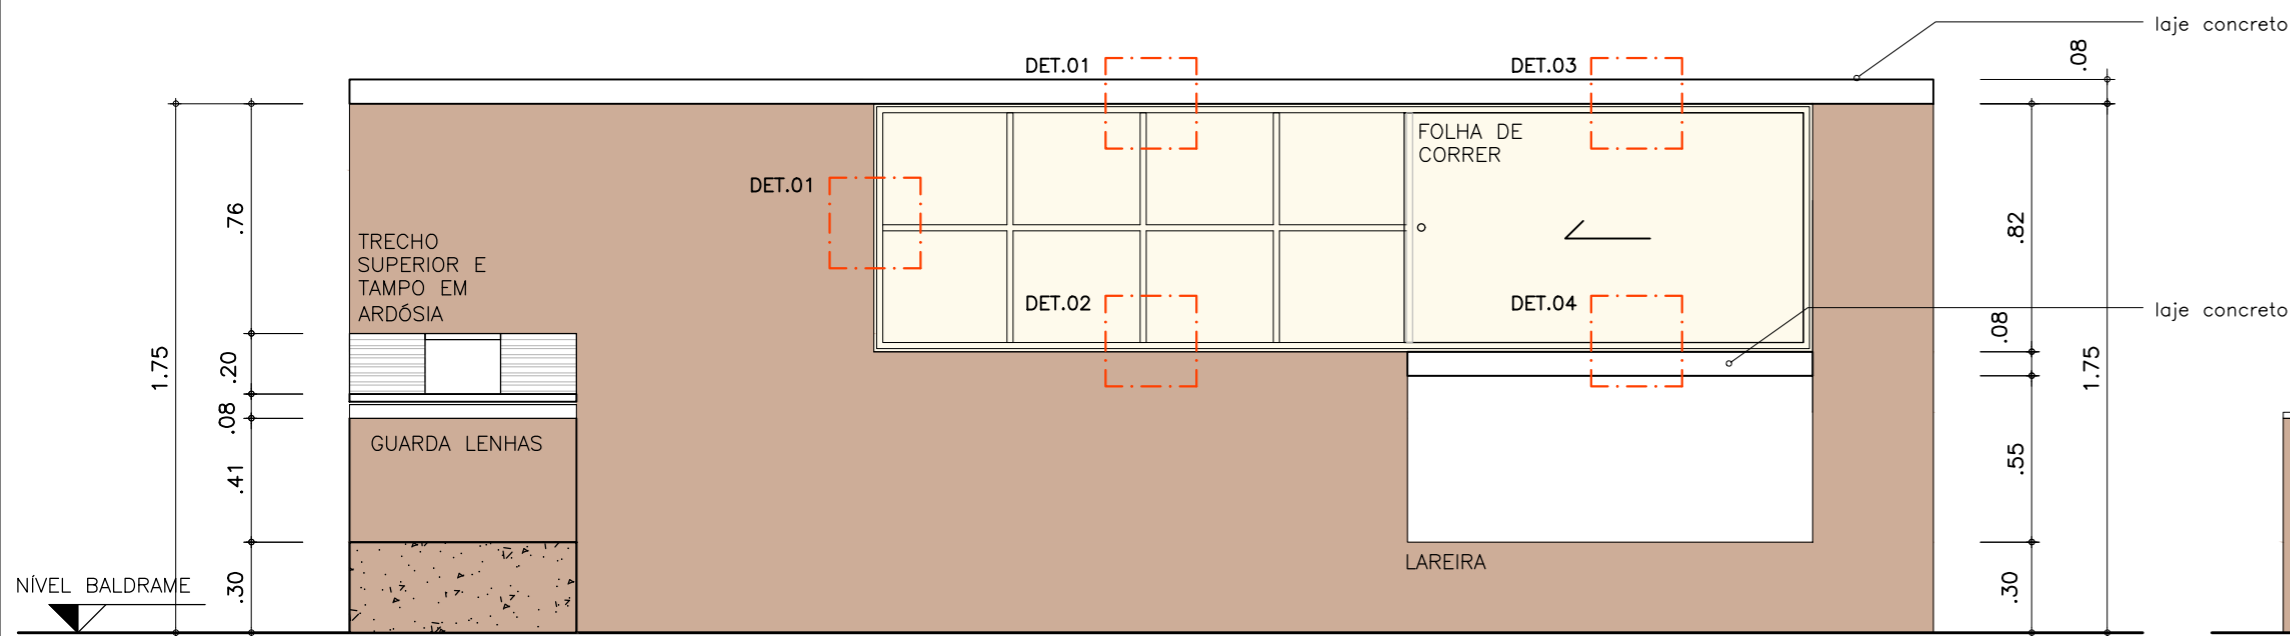 laje concreto
DET.01
DET.03
.08
FOLHA DE
CORRER
DET.01
.76
.82
TRECHO
SUPERIOR E
TAMPO EM
ARDÓSIA
DET.02
DET.04
laje concreto
.08
1.75
.20
1.75
.08
GUARDA LENHAS
.41
.55
LAREIRA
NÍVEL BALDRAME
.30
.30